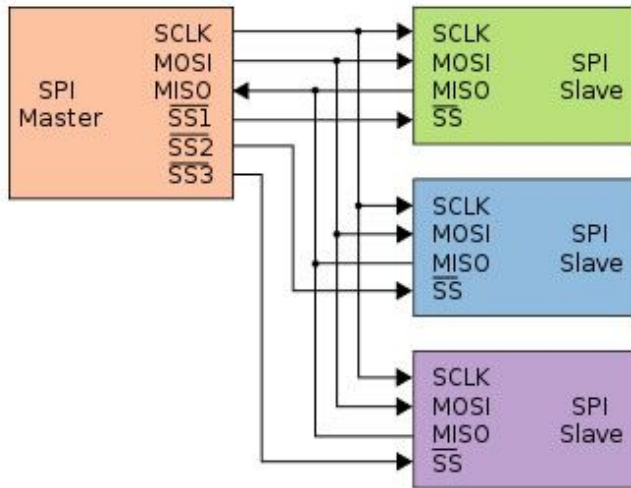 SPI
Master
SCLK
MOSI
MISO
SS1
SS2
SS3
SCLK
MOSI
MISO
SS
SPI
Slave
SCLK
MOSI
MISO
SS
SPI
Slave
SCLK
MOSI
MISO
SS
SPI
Slave